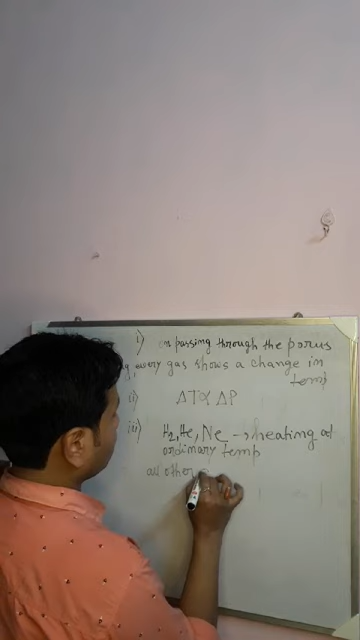 i) on passing through the porus
, every gas shows a change in
temp
ii) ΔT α ΔP
iii) H2, He, Ne, → heating at
ordinary temp
all other